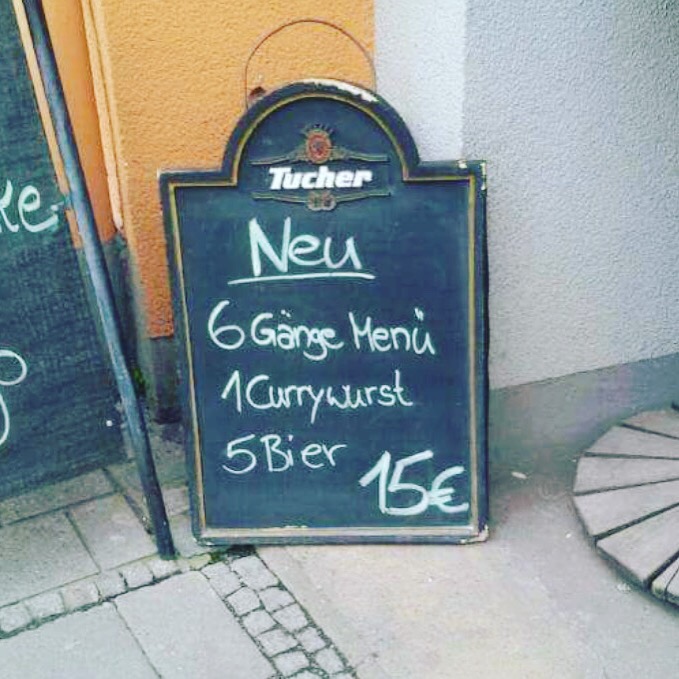 Tucher
Neu
6 Gänge Menü
1 Currywurst
5 Bier
15€